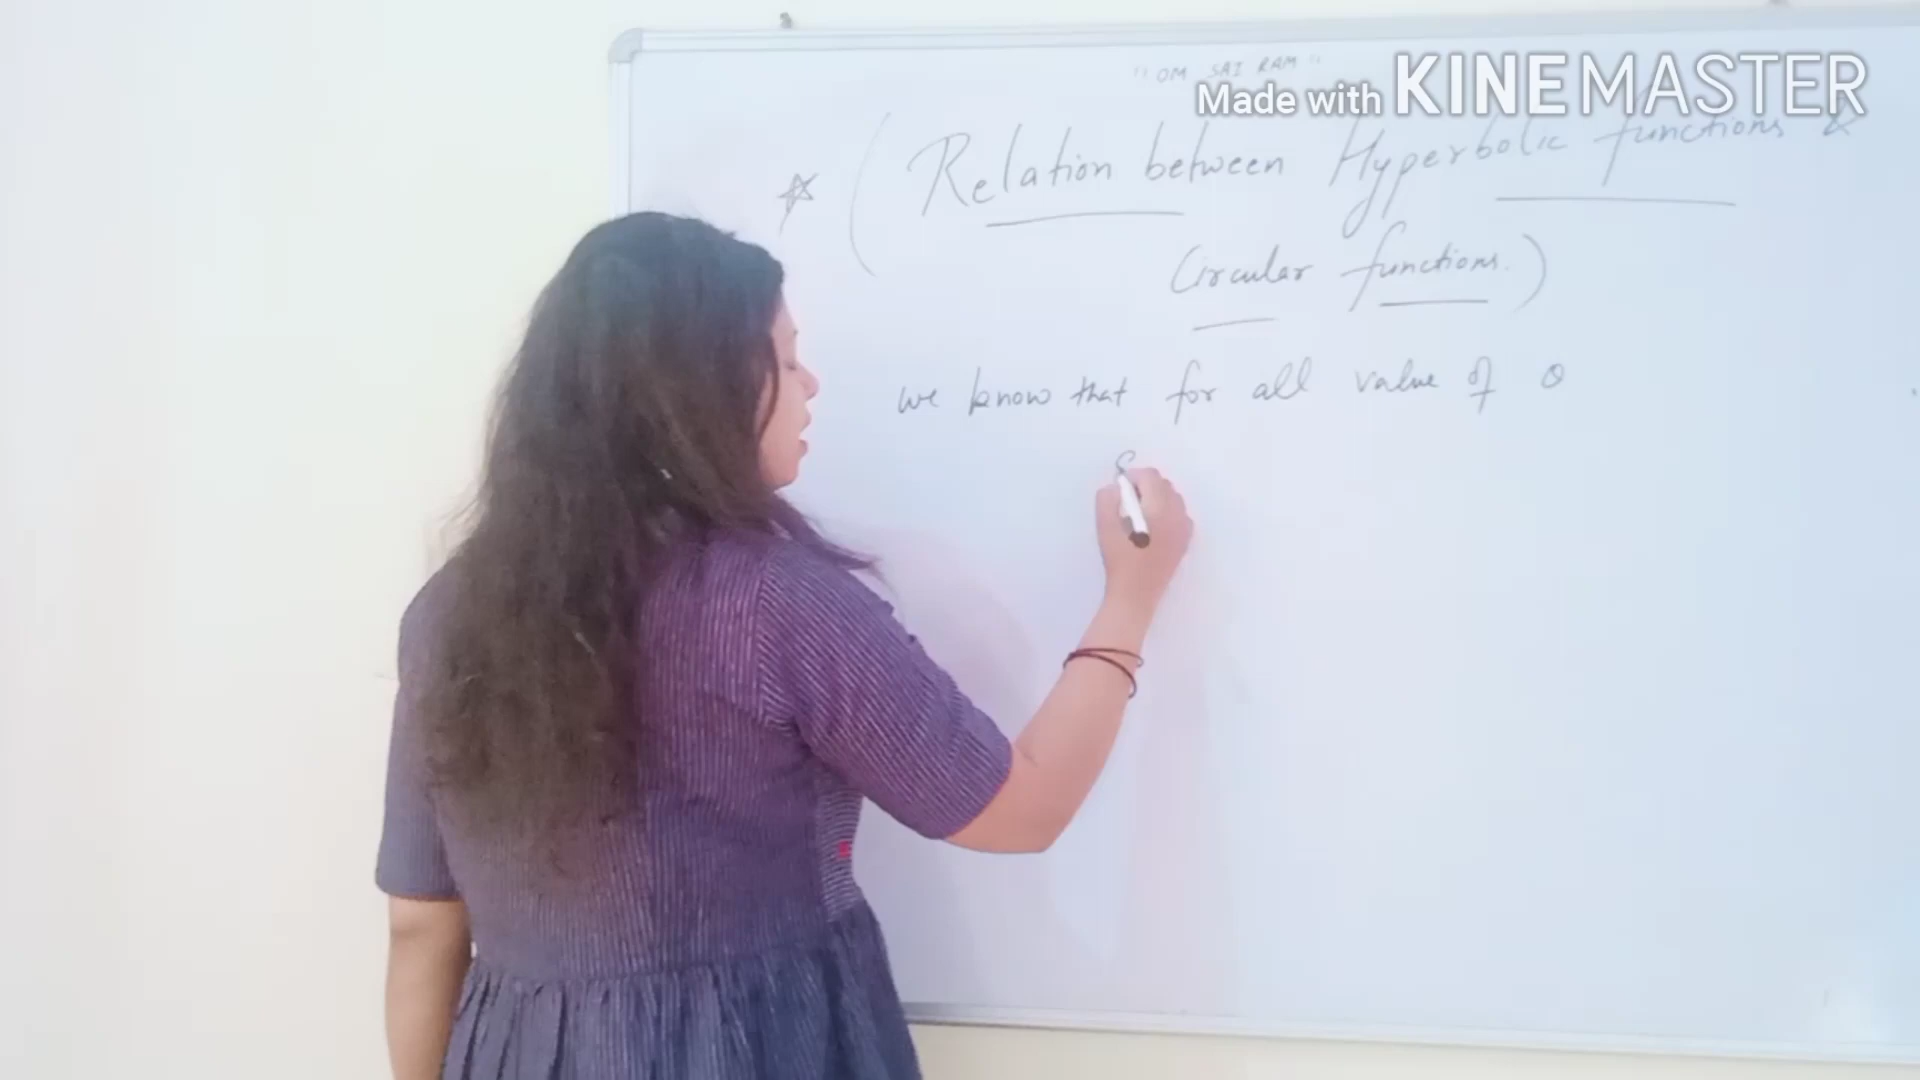 "OM SAI RAM"
Made with KINEMASTER
(Relation between Hyperbolic functions &
Circular functions.)
we know that for all value of θ
S